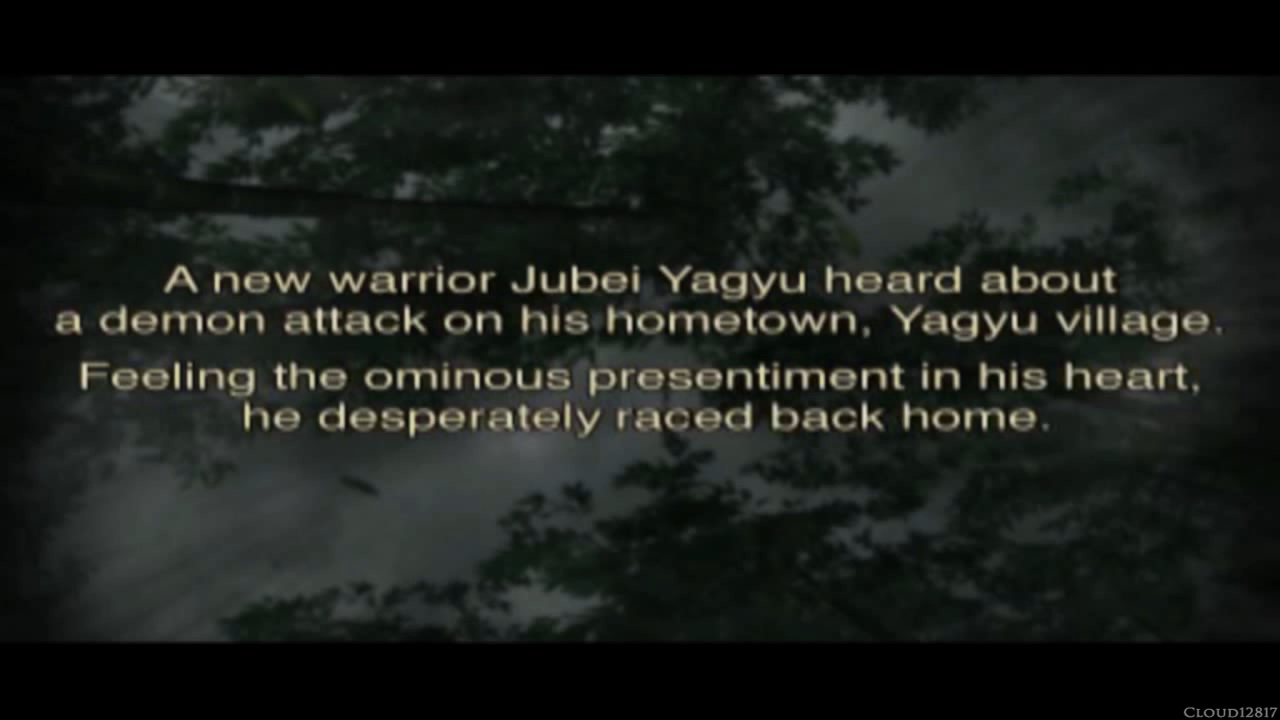 A new warrior Jubei Yagyu heard about
a demon attack on his hometown, Yagyu village.
Feeling the ominous presentiment in his heart,
he desperately raced back home.
Cloud12817